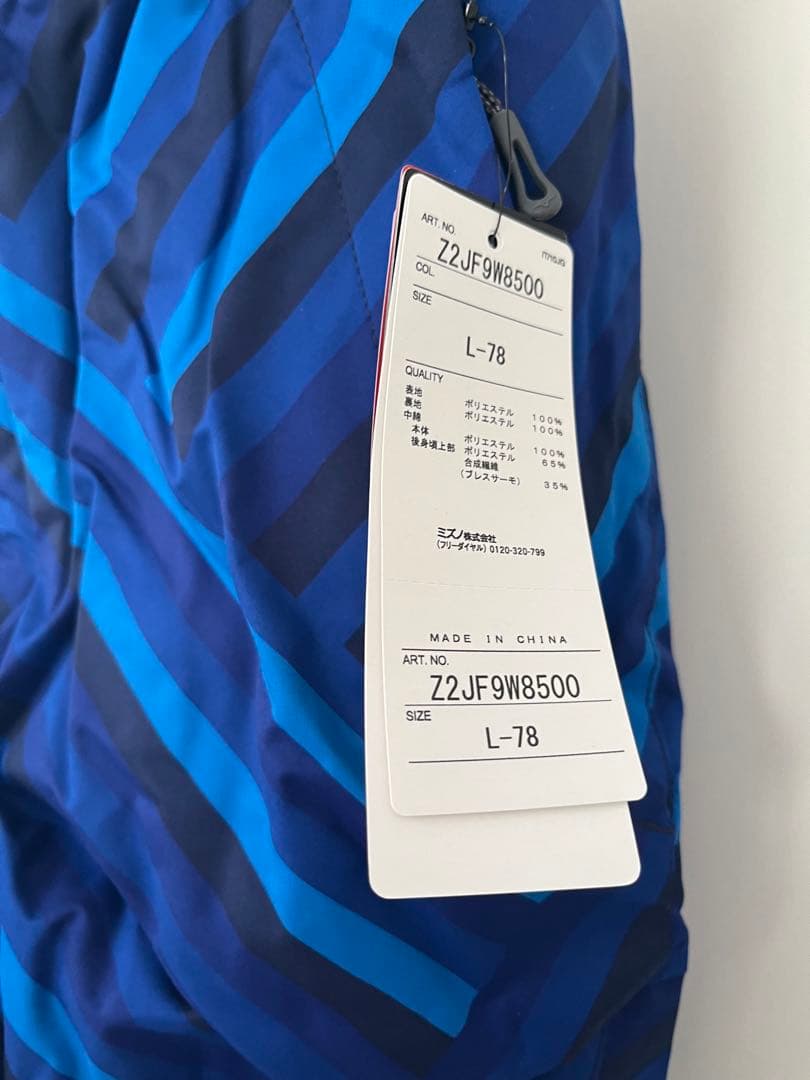 ART. NO.
Z2JF9W8500
COL.
SIZE
L-78
QUALITY
表地 ポリエステル 100%
裏地 ポリエステル 100%
中綿
本体 ポリエステル 100%
後身頃上部 ポリエステル 65%
合成繊維 35%
(ブレスサーモ)
ミズノ株式会社
(フリーダイヤル) 0120-320-799
MADE IN CHINA
ART. NO.
Z2JF9W8500
SIZE
L-78